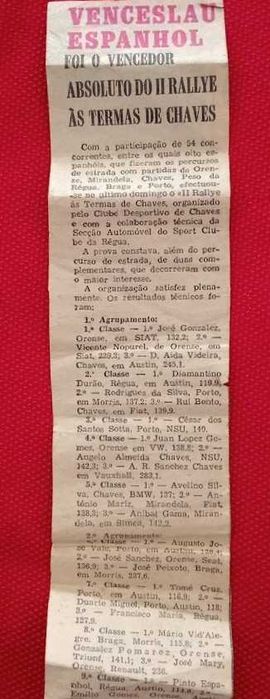 VENCESLAU
ESPANHOL
FOI O VENCEDOR
ABSOLUTO DO II RALLYE
ÀS TERMAS DE CHAVES
Com a participação de 54 con-
correntes, entre os quais oito es-
panhóis, que fizeram os percursos
de estrada com partidas de Oren-
se, Mirandela, Chaves, Peso da
Régua, Braga e Porto, efectuou-
-se no último domingo o «II Rallye
às Termas de Chaves, organizado
pelo Clube Desportivo de Chaves
e com a colaboração técnica da
Secção Automóvel do Sport Clu-
be da Régua.
A prova constava, além do per-
curso de estrada, de duas com-
plementares, que decorreram com
o maior interesse.
A organização satisfez plena-
mente. Os resultados técnicos fo-
ram:
1.º Agrupamento:
1.ª Classe — 1.º José Gonzalez,
Orense, em SIAT, 132,2; 2.º —
Vicente Nopurel, de Orense, em
Siat, 229,3; 3.º — D. Aida Videira,
Chaves, em Austin, 245,1.
2.ª Classe — 1.º Diamantino
Durão, Régua, em Austin, 119,9;
2.º — Rodrigues da Silva, Porto,
em Morris, 137,2; 3.º — Rui Bento,
Chaves, em Fiat, 139,9.
3.ª Classe — 1.º César dos
Santos Sotta, Porto, NSU, 140.
4.ª Classe — 1.º Juan Lopez Go-
mes, Orense em VW, 138,8; 2.º —
Angelo Almeida Chaves, NSU,
142,3; 3.º — A. R. Sanches Chaves
em Vauxhall, 283,1.
5.ª Classe — 1.º — Avelino Sil-
va, Chaves, BMW, 137; 2.º — An-
tónio Mariz, Mirandela, Fiat,
138,3; 3.º — Aníbal Gama, Miran-
dela, em Simca, 142,2.
2.º Agrupamento:
Classe — 1.º — Augusto Jo-
se Vale, Porto, em Austin,
2.º — José Sanchez, Orense, Seat,
136,9; 3.º — José Peixoto, Braga,
em Morris, 237,6.
7.ª Classe — 1.º Tomé Cruz,
Porto, em Austin, 116,9; 2.º —
Duarte Miguel, Porto, Austin, 118;
3.º — Francisco Maria, Régua,
127,9.
8.ª Classe — 1.º Mário Vid'Ale-
gre, Braga, Morris, 115,8; 2.º —
Gonzalez Pomarez, Orense,
Triunf, 141,1; 3.º — José Mary,
Orense, Renault, 236.
9.ª Classe — 1.º Pinto Espa-
nhol, Régua, Austin,
Emílio Gomes, Orense,